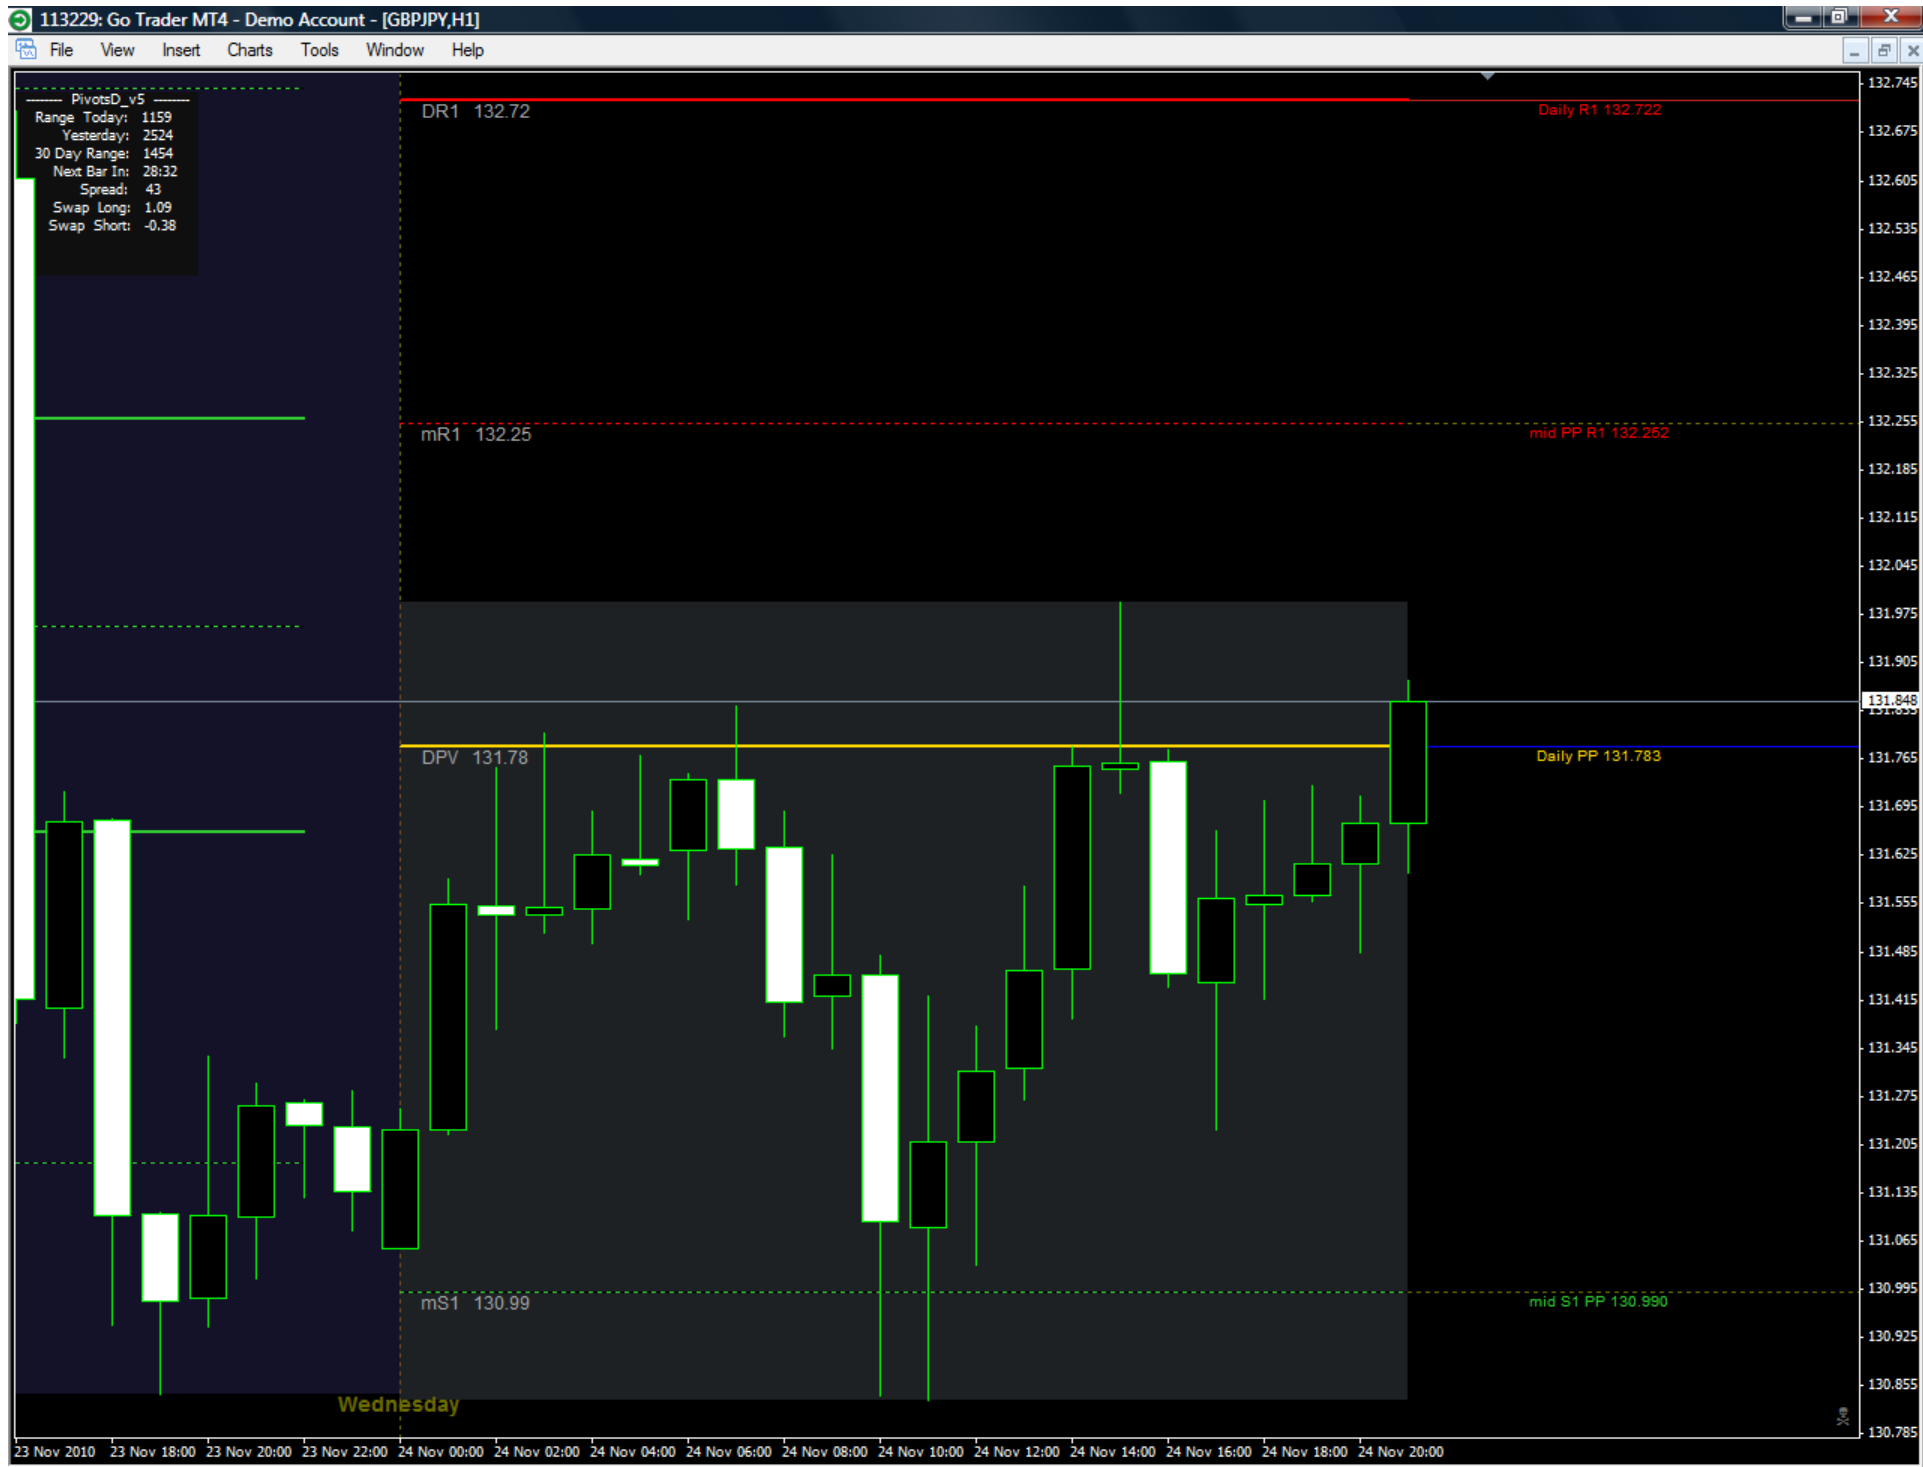 113229: Go Trader MT4 - Demo Account - [GBPJPY,H1]
File View Insert Charts Tools Window Help
------- PivotsD_v5 -------
Range Today: 1159
Yesterday: 2524
30 Day Range: 1454
Next Bar In: 28:32
Spread: 43
Swap Long: 1.09
Swap Short: -0.38
DR1 132.72
Daily R1 132.722
mR1 132.25
mid PP R1 132.252
DPV 131.78
Daily PP 131.783
mS1 130.99
mid S1 PP 130.990
Wednesday
132.745
132.675
132.605
132.535
132.465
132.395
132.325
132.255
132.185
132.115
132.045
131.975
131.905
131.848
131.835
131.765
131.695
131.625
131.555
131.485
131.415
131.345
131.275
131.205
131.135
131.065
130.995
130.925
130.855
130.785
23 Nov 2010 23 Nov 18:00 23 Nov 20:00 23 Nov 22:00 24 Nov 00:00 24 Nov 02:00 24 Nov 04:00 24 Nov 06:00 24 Nov 08:00 24 Nov 10:00 24 Nov 12:00 24 Nov 14:00 24 Nov 16:00 24 Nov 18:00 24 Nov 20:00